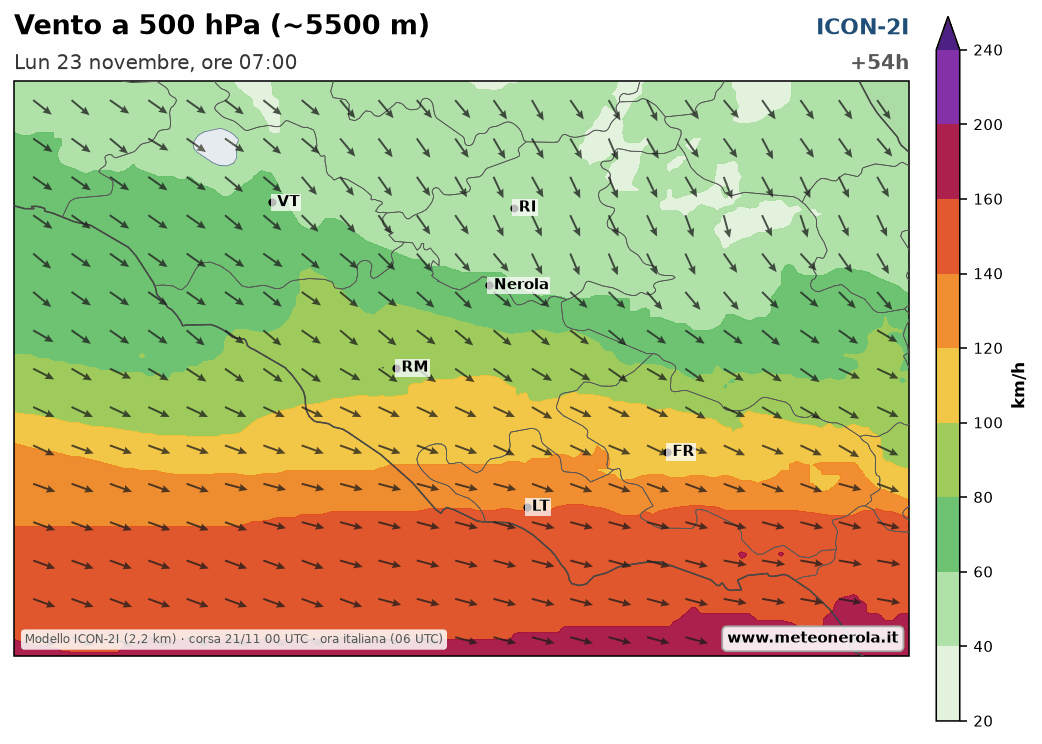 Vento a 500 hPa (~5500 m)
ICON-2I
Lun 23 novembre, ore 07:00
+54h
VT
RI
Nerola
RM
FR
LT
Modello ICON-2I (2,2 km) · corsa 21/11 00 UTC · ora italiana (06 UTC)
www.meteonerola.it
240
200
160
140
120
100
80
60
40
20
km/h